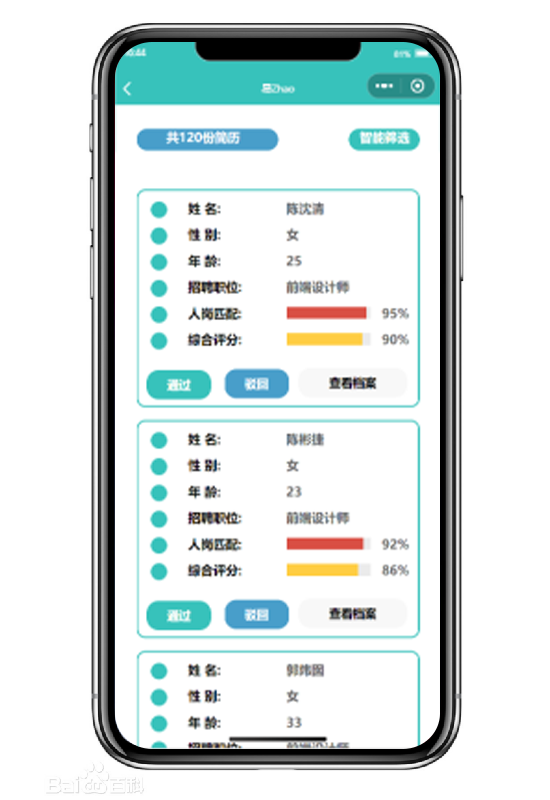 81%
易Zhao
共120份简历
智能筛选
姓 名: 陈沈清
性 别: 女
年 龄: 25
招聘职位: 前端设计师
人岗匹配: 95%
综合评分: 90%
通过 驳回 查看档案
姓 名: 陈彬捷
性 别: 女
年 龄: 23
招聘职位: 前端设计师
人岗匹配: 92%
综合评分: 86%
通过 驳回 查看档案
姓 名:
性 别: 女
年 龄: 33
招聘职位: 前端设计师
Baidu百科